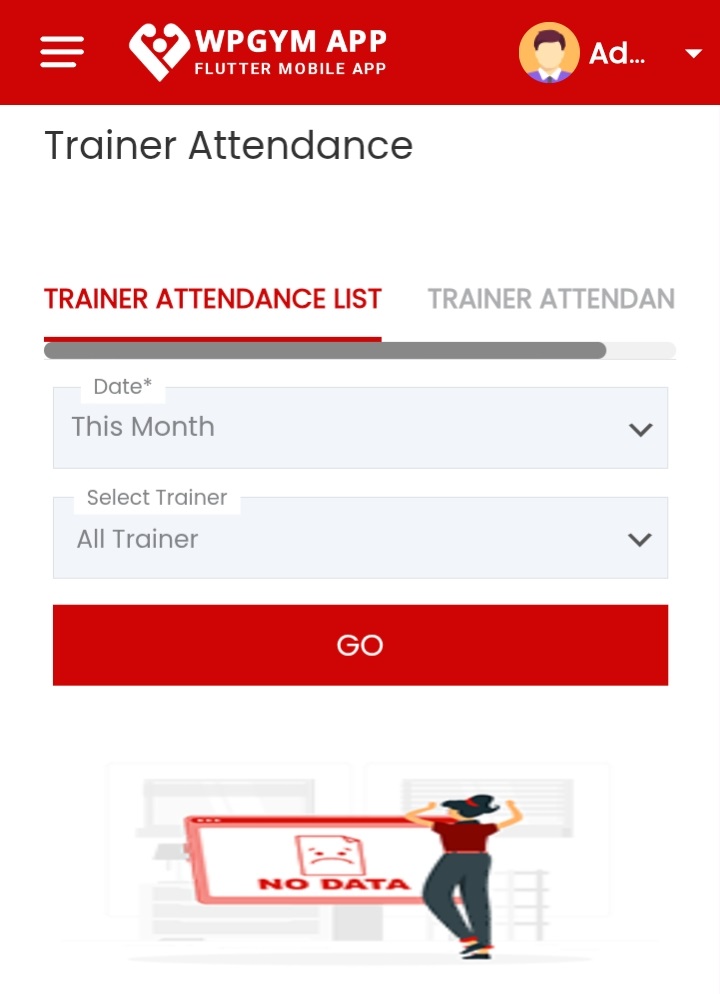 WPGYM APP
FLUTTER MOBILE APP
Ad...
Trainer Attendance
TRAINER ATTENDANCE LIST
TRAINER ATTENDAN
Date*
This Month
Select Trainer
All Trainer
GO
NO DATA